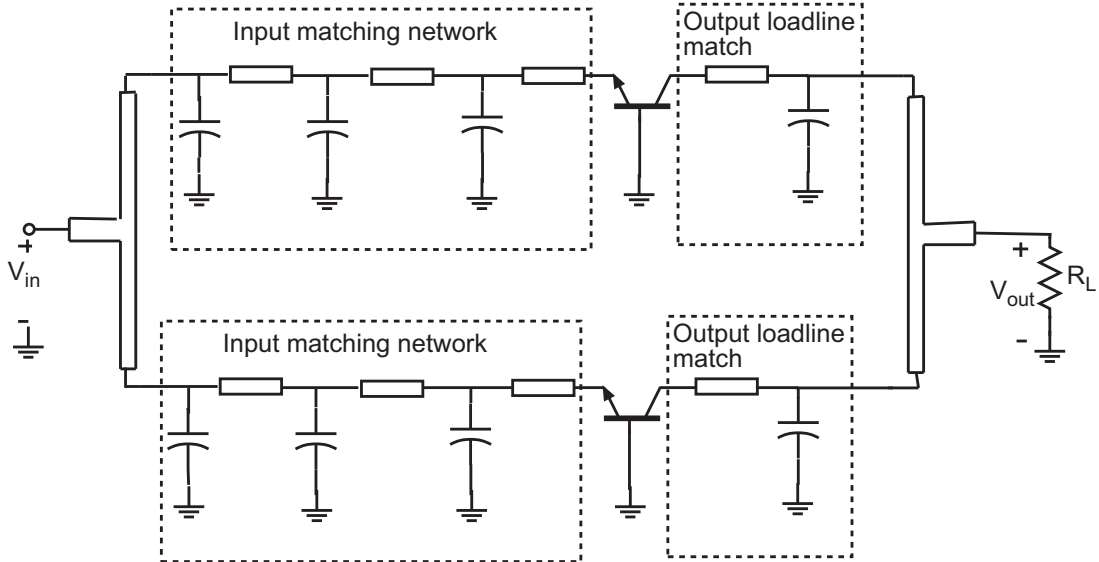 Input matching network
Output loadline
match
+
V_in
-
+
V_out
-
R_L
Input matching network
Output loadline
match